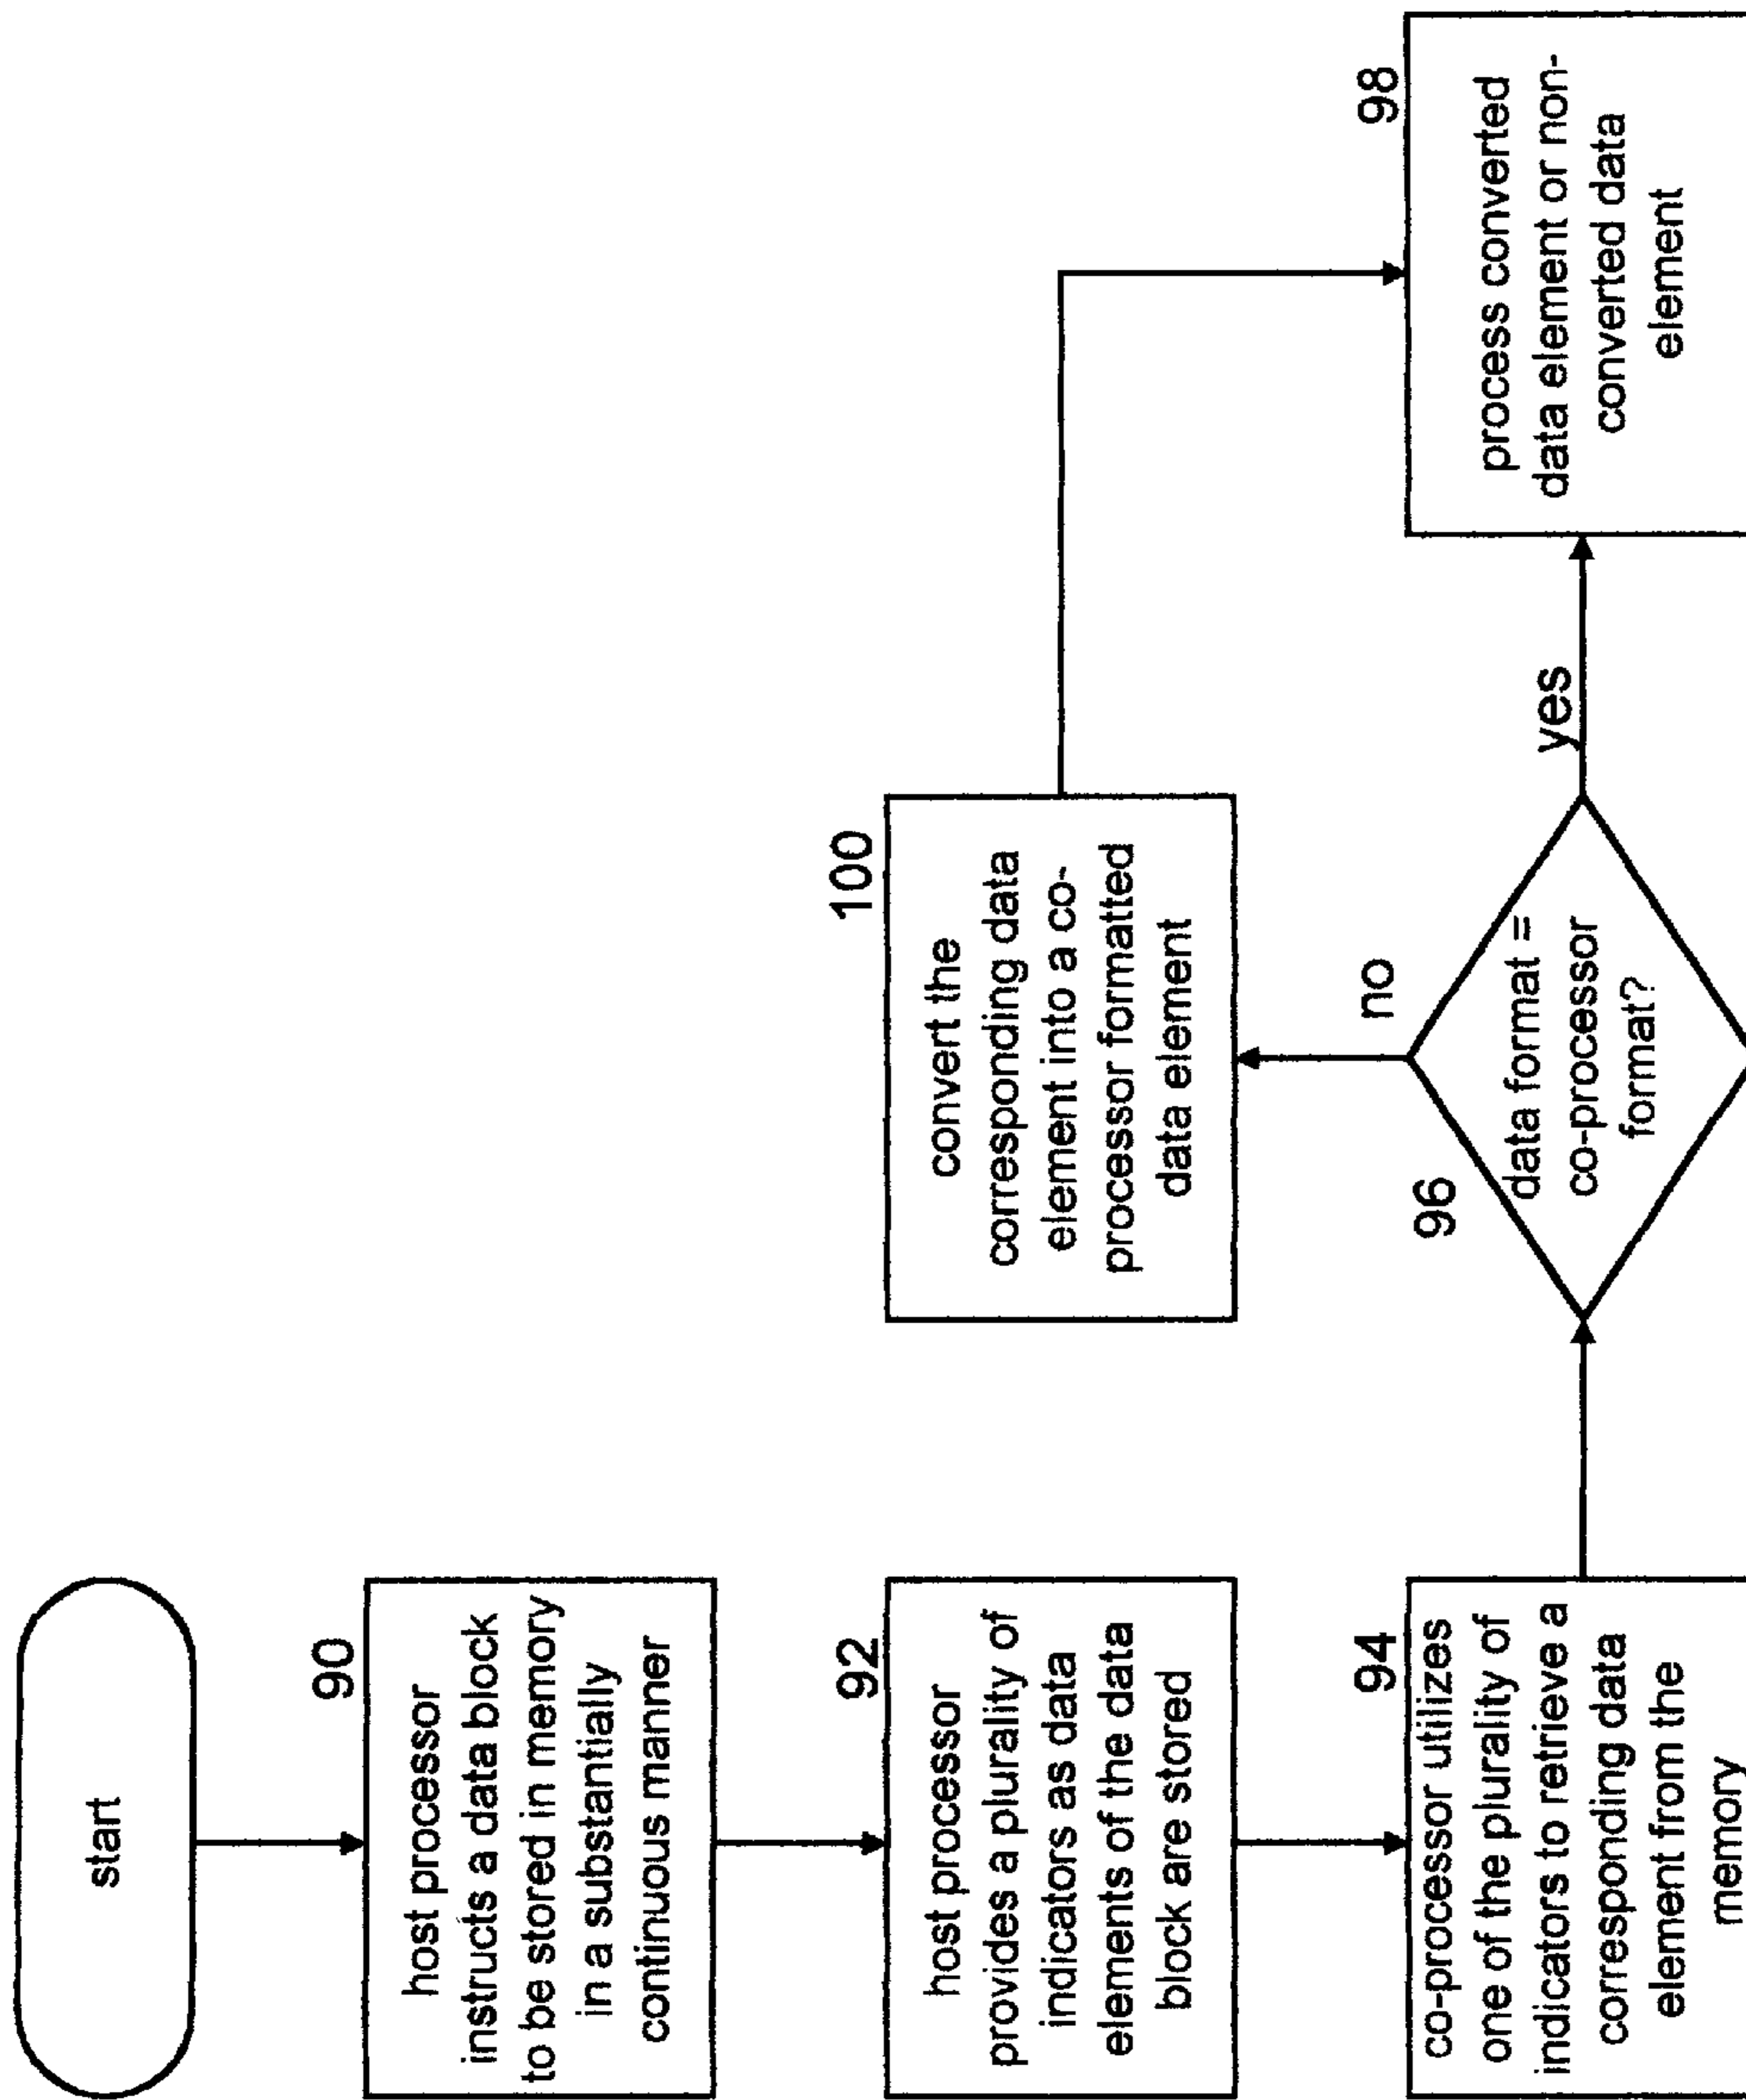 start
90
host processor
instructs a data block
to be stored in memory
in a substantially
continuous manner
92
host processor
provides a plurality of
indicators as data
elements of the data
block are stored
94
co-processor utilizes
one of the plurality of
indicators to retrieve a
corresponding data
element from the
memory
96
data format =
co-processor
format?
no
yes
100
convert the
corresponding data
element into a co-
processor formatted
data element
98
process converted
data element or non-
converted data
element